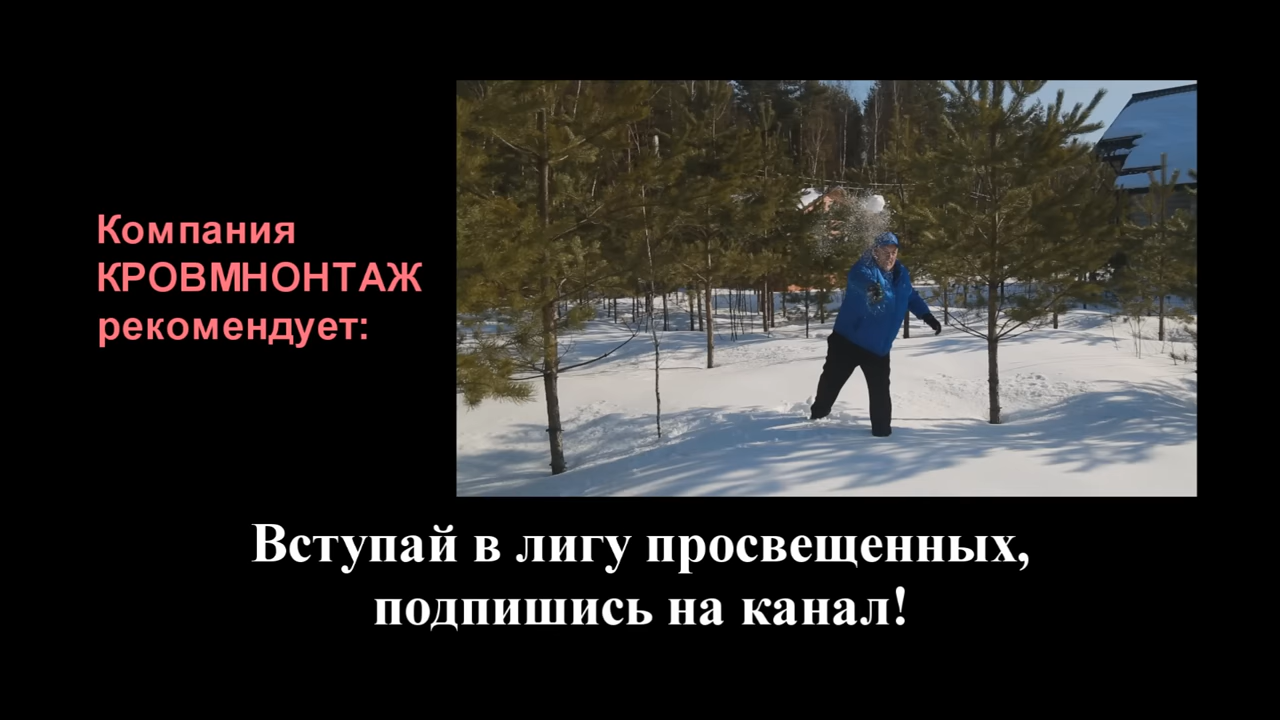 Компания
КРОВМНОНТАЖ
рекомендует:
Вступай в лигу просвещенных,
подпишись на канал!